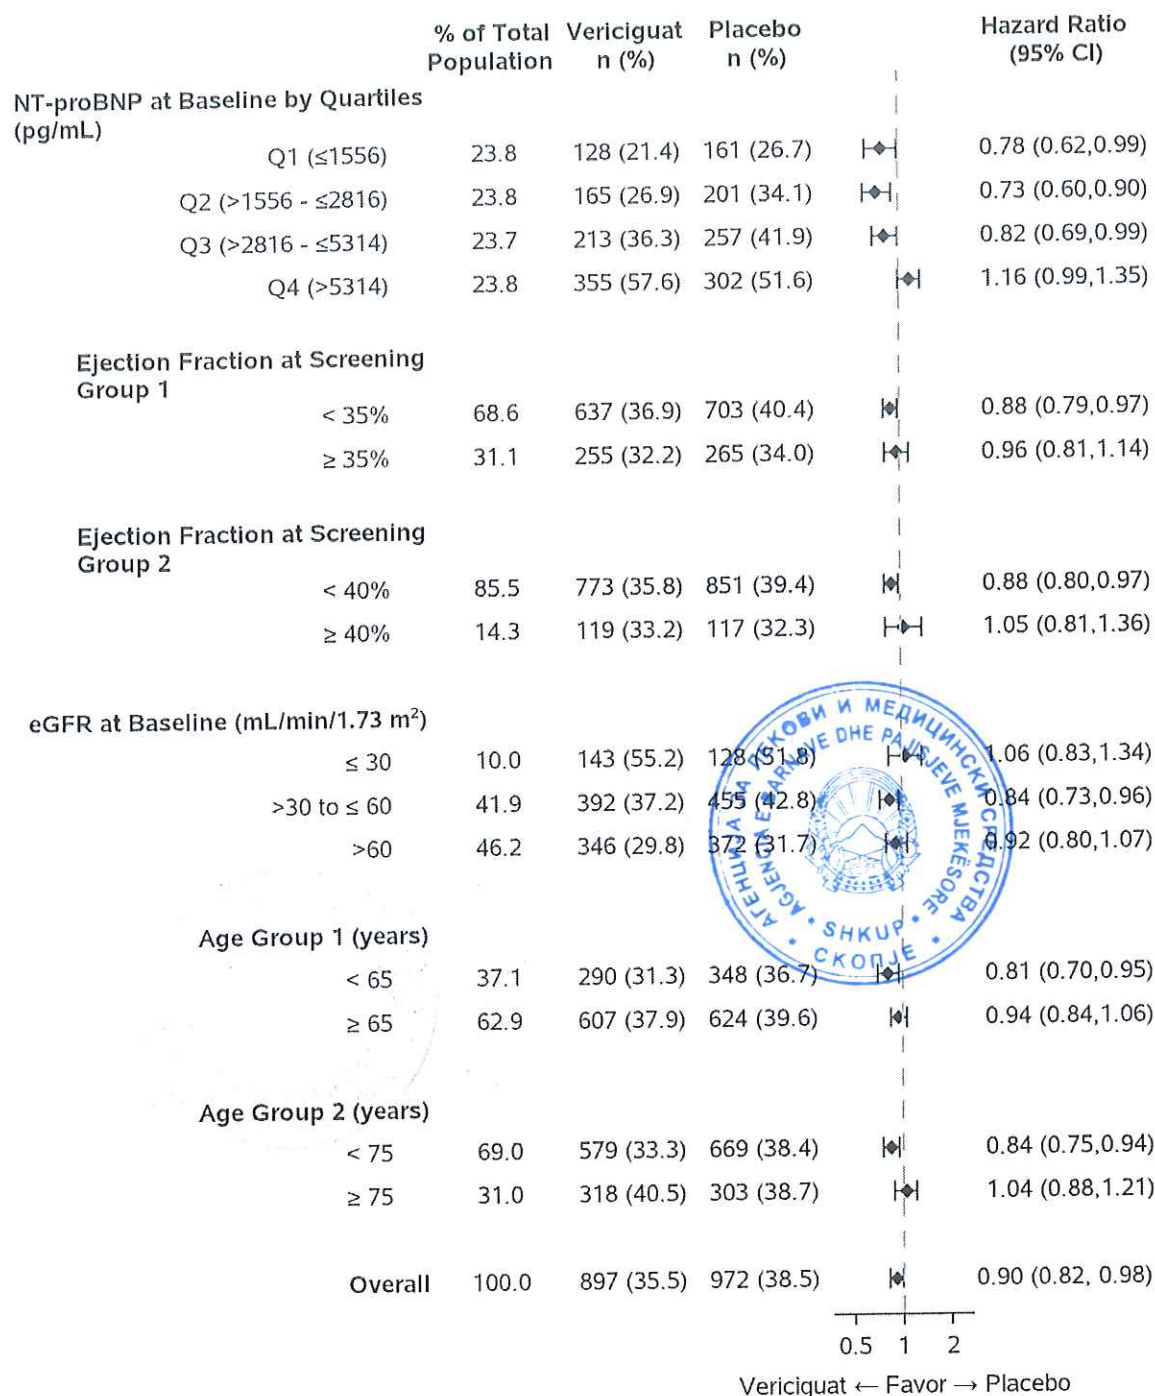 % of Total Vericiguat Placebo Hazard Ratio
Population n (%) n (%) (95% CI)
NT-proBNP at Baseline by Quartiles
(pg/mL)
Q1 (≤1556) 23.8 128 (21.4) 161 (26.7) 0.78 (0.62,0.99)
Q2 (>1556 - ≤2816) 23.8 165 (26.9) 201 (34.1) 0.73 (0.60,0.90)
Q3 (>2816 - ≤5314) 23.7 213 (36.3) 257 (41.9) 0.82 (0.69,0.99)
Q4 (>5314) 23.8 355 (57.6) 302 (51.6) 1.16 (0.99,1.35)
Ejection Fraction at Screening
Group 1
< 35% 68.6 637 (36.9) 703 (40.4) 0.88 (0.79,0.97)
≥ 35% 31.1 255 (32.2) 265 (34.0) 0.96 (0.81,1.14)
Ejection Fraction at Screening
Group 2
< 40% 85.5 773 (35.8) 851 (39.4) 0.88 (0.80,0.97)
≥ 40% 14.3 119 (33.2) 117 (32.3) 1.05 (0.81,1.36)
eGFR at Baseline (mL/min/1.73 m²)
≤ 30 10.0 143 (55.2) 128 (51.8) 1.06 (0.83,1.34)
>30 to ≤ 60 41.9 392 (37.2) 455 (42.8) 0.84 (0.73,0.96)
>60 46.2 346 (29.8) 372 (31.7) 0.92 (0.80,1.07)
АГЕНЦИЈА ЗА ЛЕКОВИ И МЕДИЦИНСКИ СРЕДСТВА
AGJENCIA E BARNAVE DHE PAJISJEVE MJEKËSORE
SHKUP
СКОПЈЕ
Age Group 1 (years)
< 65 37.1 290 (31.3) 348 (36.7) 0.81 (0.70,0.95)
≥ 65 62.9 607 (37.9) 624 (39.6) 0.94 (0.84,1.06)
Age Group 2 (years)
< 75 69.0 579 (33.3) 669 (38.4) 0.84 (0.75,0.94)
≥ 75 31.0 318 (40.5) 303 (38.7) 1.04 (0.88,1.21)
Overall 100.0 897 (35.5) 972 (38.5) 0.90 (0.82, 0.98)
0.5 1 2
Vericiguat ← Favor → Placebo